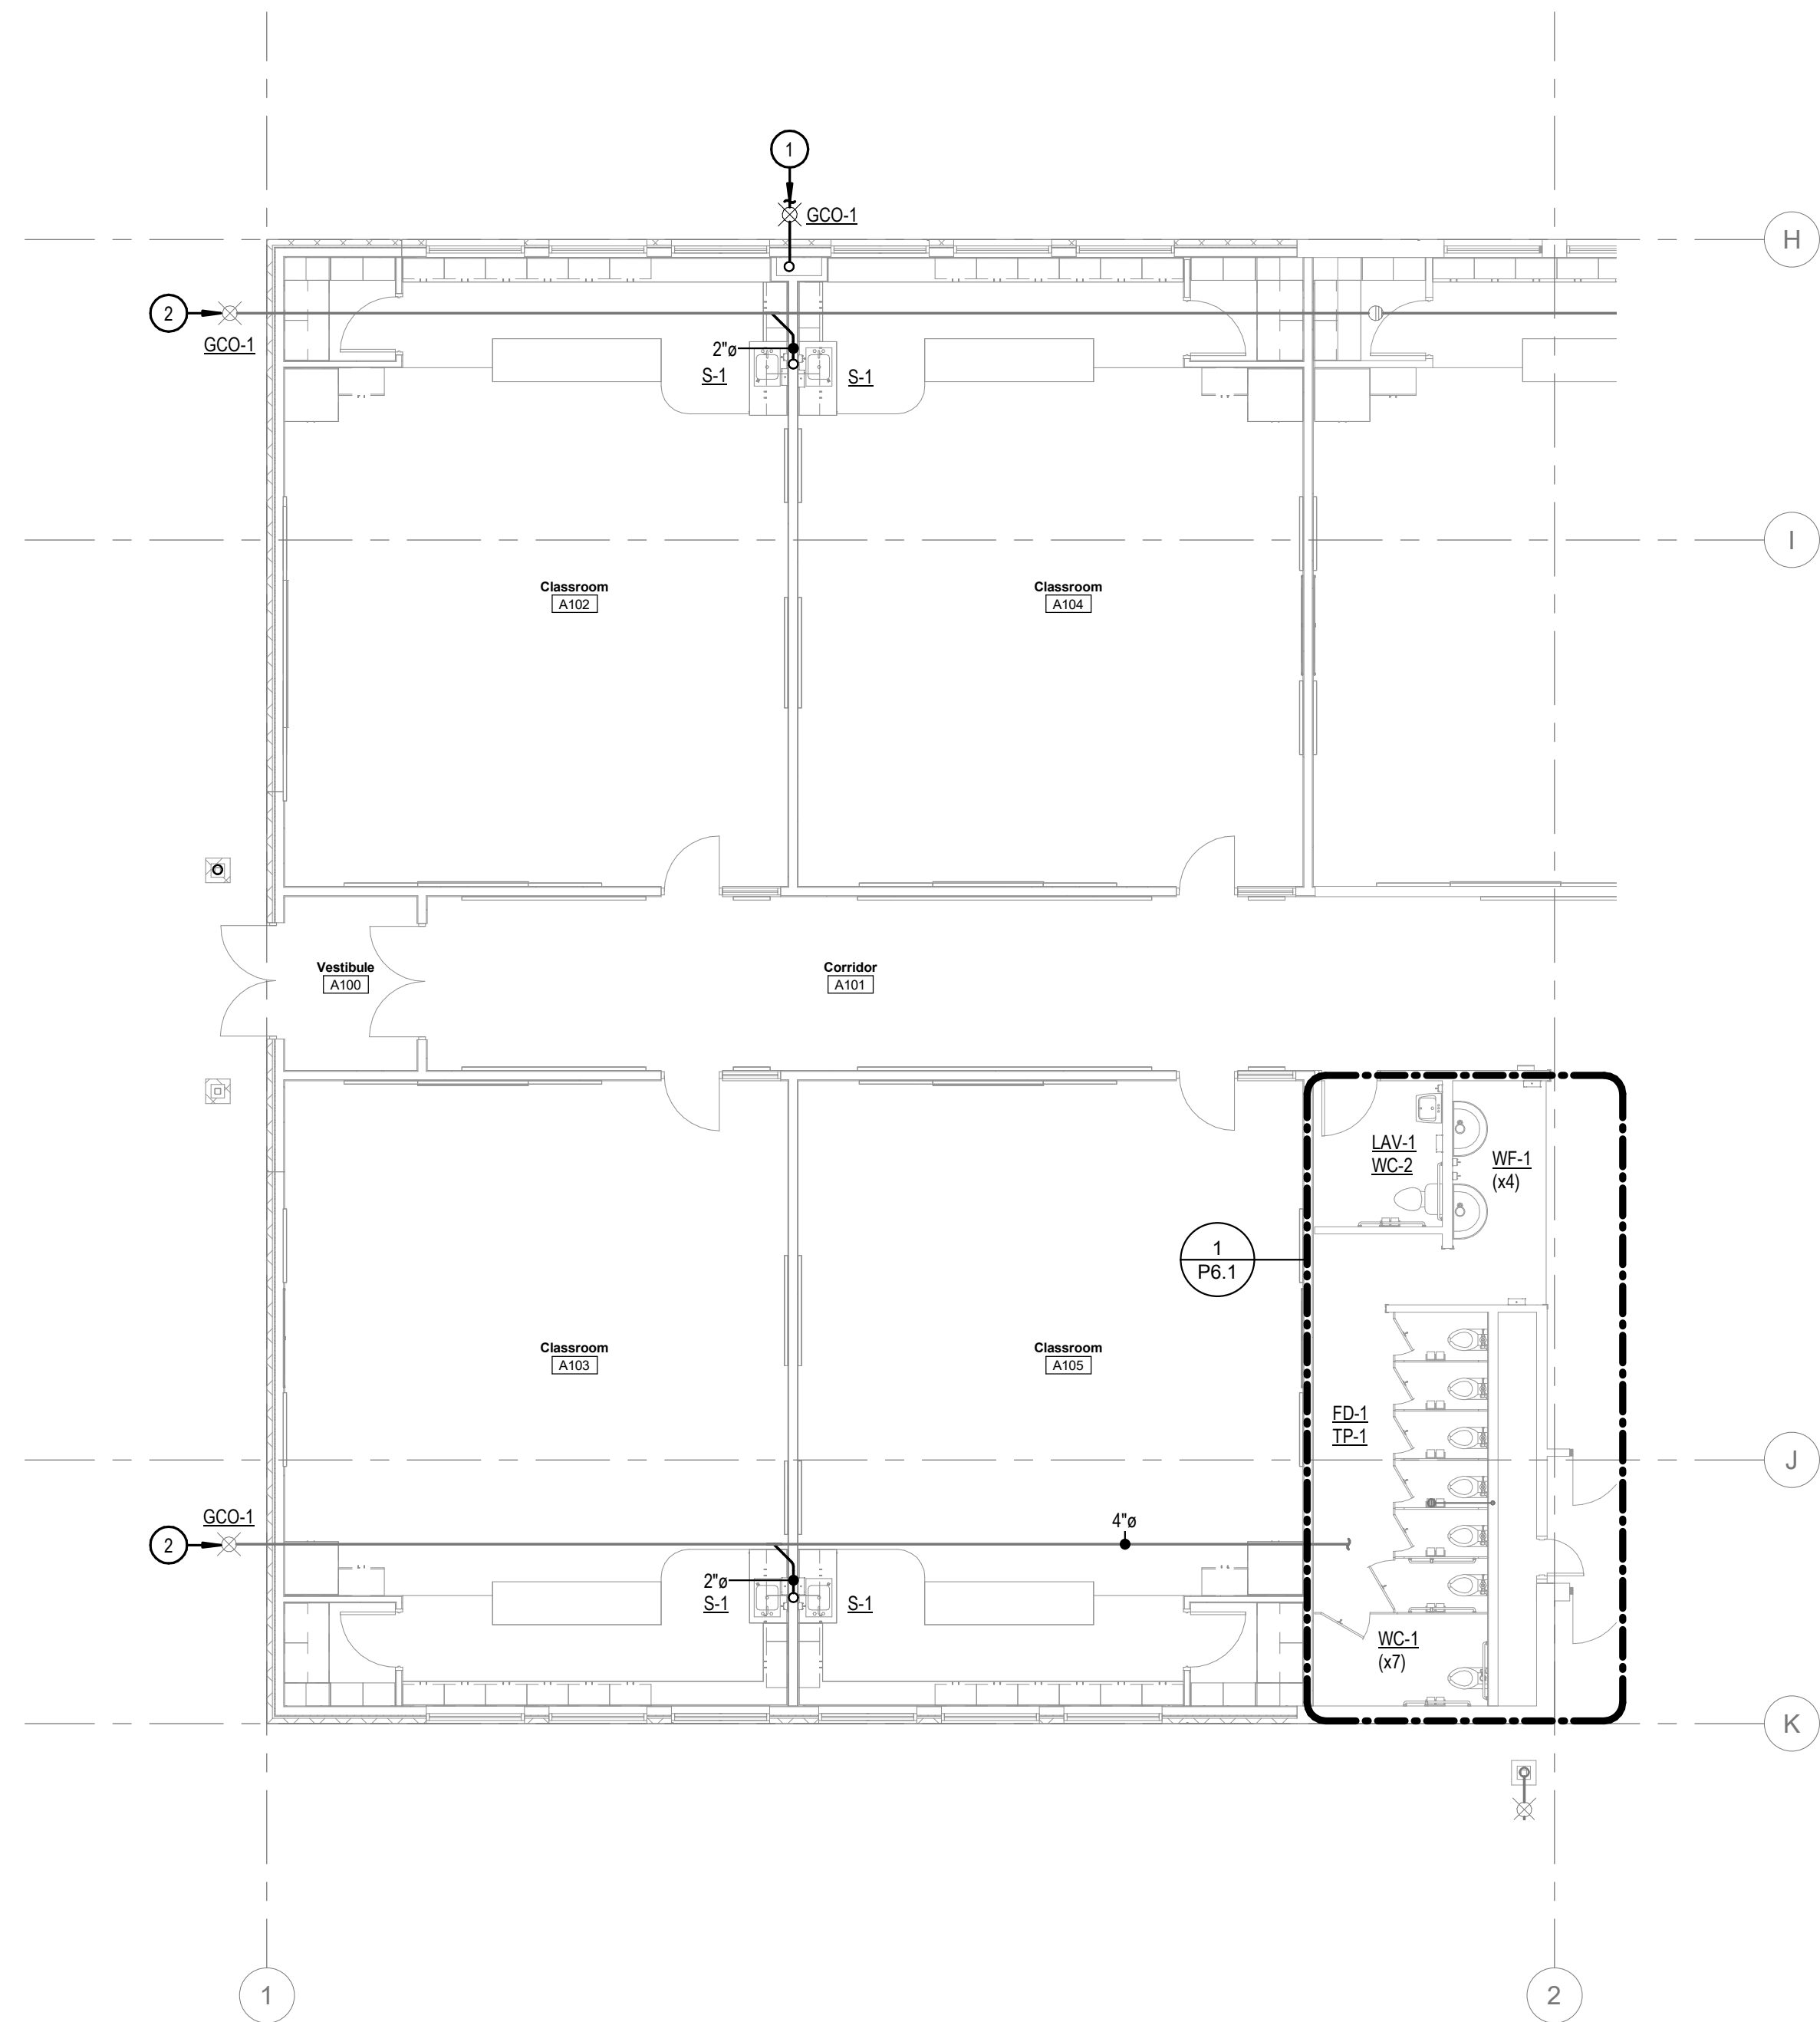 1
GCO-1
H
2
GCO-1
2"ø
S-1
S-1
I
Classroom
A102
Classroom
A104
Vestibule
A100
Corridor
A101
LAV-1
WC-2
WF-1
(x4)
1
P6.1
Classroom
A103
Classroom
A105
FD-1
TP-1
J
GCO-1
2
4"ø
2"ø
S-1
S-1
WC-1
(x7)
K
1
2